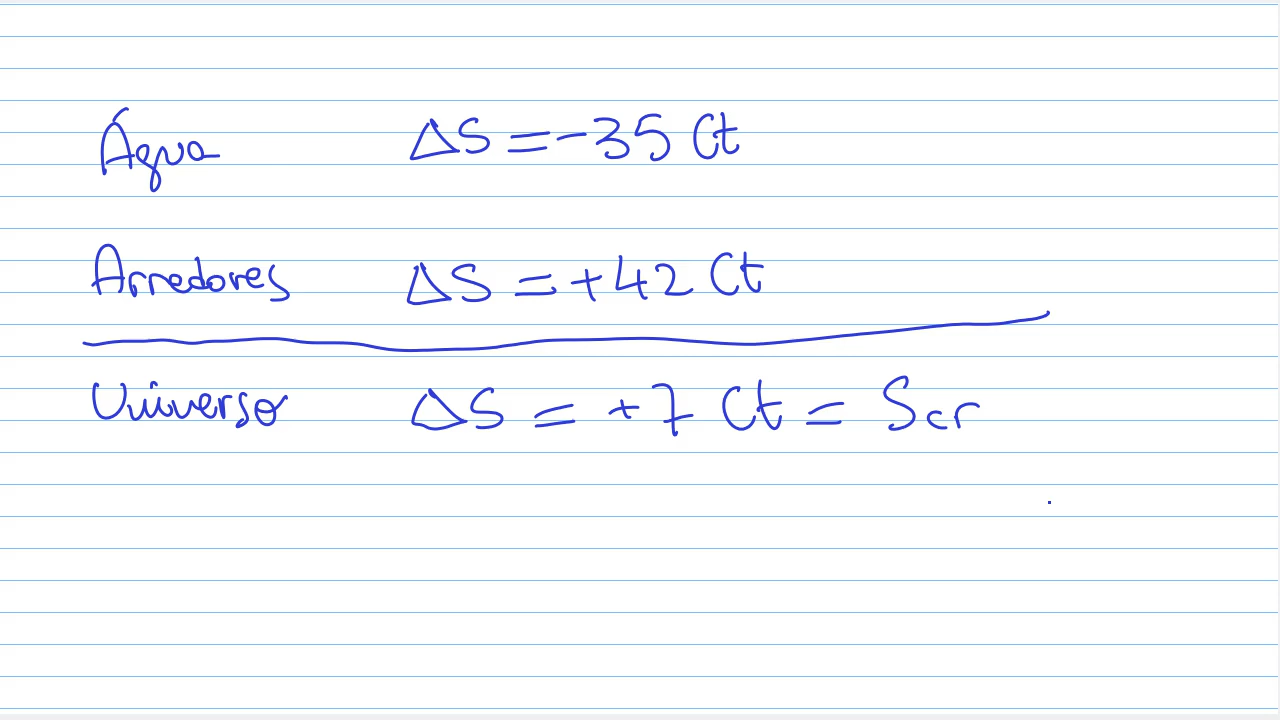 Água ΔS = -35 Ct
Arredores ΔS = +42 Ct
Universo ΔS = +7 Ct = Scr